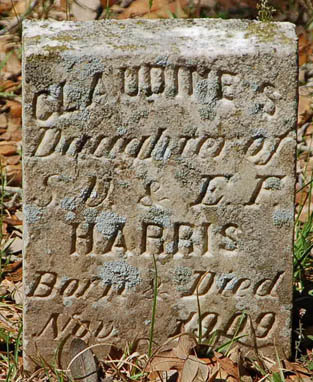 CLAUDINE S
Daughter of
S. U. & E. F.
HARRIS
Born & Died
Nov. 1909